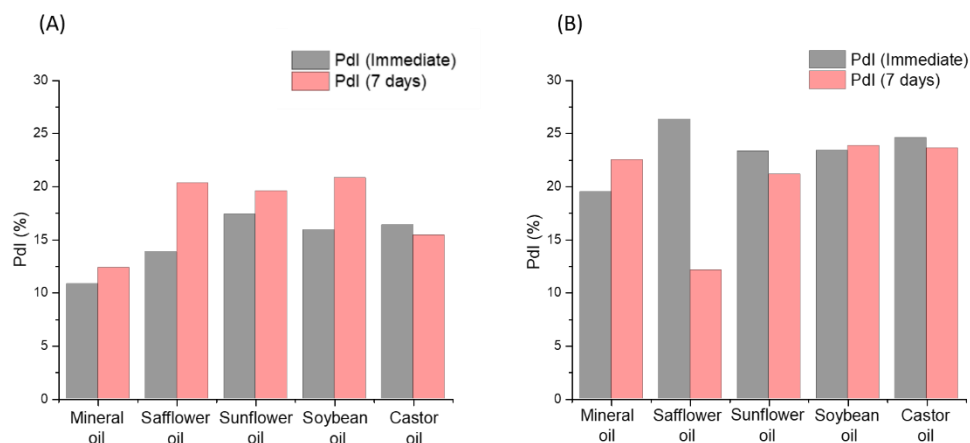 (A)
PdI (Immediate)
PdI (7 days)
30
25
20
15
10
5
0
PdI (%)
Mineral oil
Safflower oil
Sunflower oil
Soybean oil
Castor oil
(B)
PdI (Immediate)
PdI (7 days)
30
25
20
15
10
5
0
PdI (%)
Mineral oil
Safflower oil
Sunflower oil
Soybean oil
Castor oil